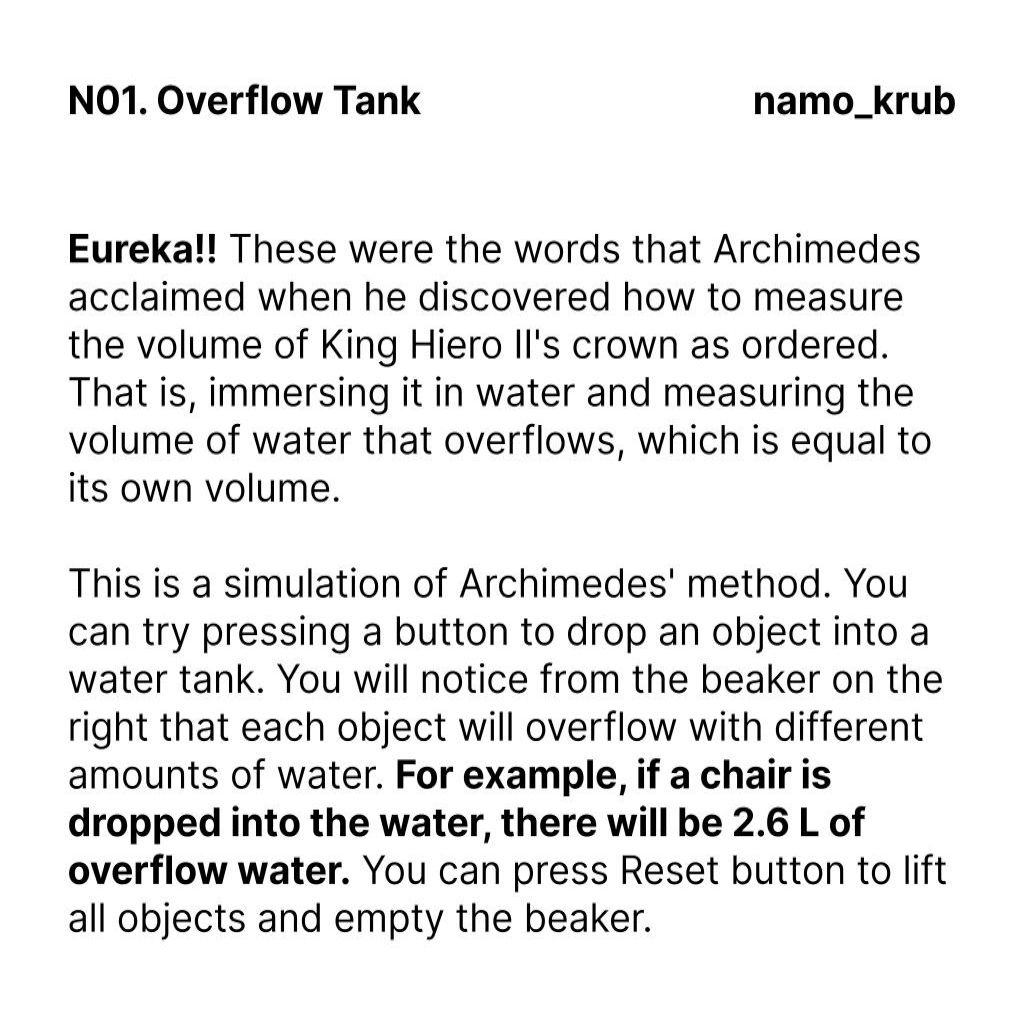 N01. Overflow Tank
namo_krub
Eureka!! These were the words that Archimedes
acclaimed when he discovered how to measure
the volume of King Hiero II's crown as ordered.
That is, immersing it in water and measuring the
volume of water that overflows, which is equal to
its own volume.
This is a simulation of Archimedes' method. You
can try pressing a button to drop an object into a
water tank. You will notice from the beaker on the
right that each object will overflow with different
amounts of water. For example, if a chair is
dropped into the water, there will be 2.6 L of
overflow water. You can press Reset button to lift
all objects and empty the beaker.